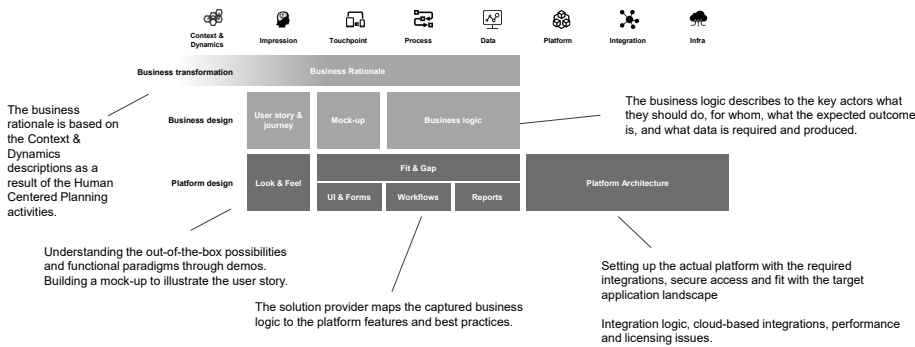 Context &
Dynamics
Impression
Touchpoint
Process
Data
Platform
Integration
Infra
Business transformation
Business Rationale
The business
rationale is based on
the Context &
Dynamics
descriptions as a
result of the Human
Centered Planning
activities.
Business design
User story &
journey
Mock-up
Business logic
The business logic describes to the key actors what
they should do, for whom, what the expected outcome
is, and what data is required and produced.
Platform design
Look & Feel
Fit & Gap
UI & Forms
Workflows
Reports
Platform Architecture
Understanding the out-of-the-box possibilities
and functional paradigms through demos.
Building a mock-up to illustrate the user story.
The solution provider maps the captured business
logic to the platform features and best practices.
Setting up the actual platform with the required
integrations, secure access and fit with the target
application landscape
Integration logic, cloud-based integrations, performance
and licensing issues.